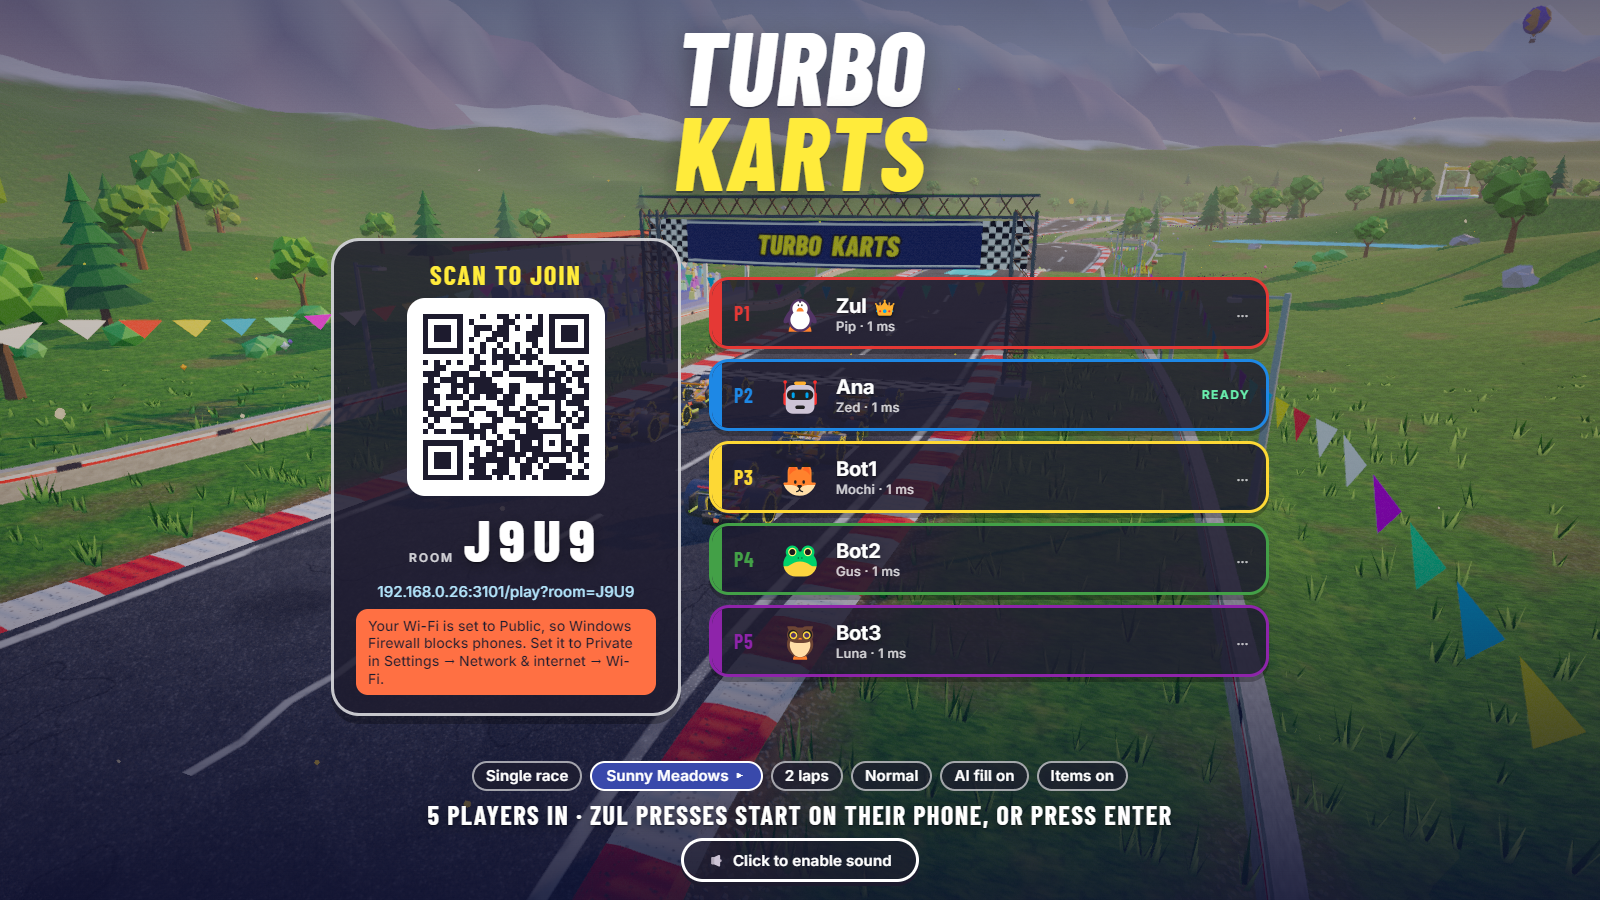 TURBO
KARTS
TURBO KARTS
SCAN TO JOIN
ROOM J9U9
192.168.0.26:3101/play?room=J9U9
Your Wi-Fi is set to Public, so Windows
Firewall blocks phones. Set it to Private
in Settings → Network & internet → Wi-
Fi.
P1
Zul
Pip · 1 ms
...
P2
Ana
Zed · 1 ms
READY
P3
Bot1
Mochi · 1 ms
...
P4
Bot2
Gus · 1 ms
...
P5
Bot3
Luna · 1 ms
...
Single race
Sunny Meadows ▸
2 laps
Normal
AI fill on
Items on
5 PLAYERS IN · ZUL PRESSES START ON THEIR PHONE, OR PRESS ENTER
Click to enable sound